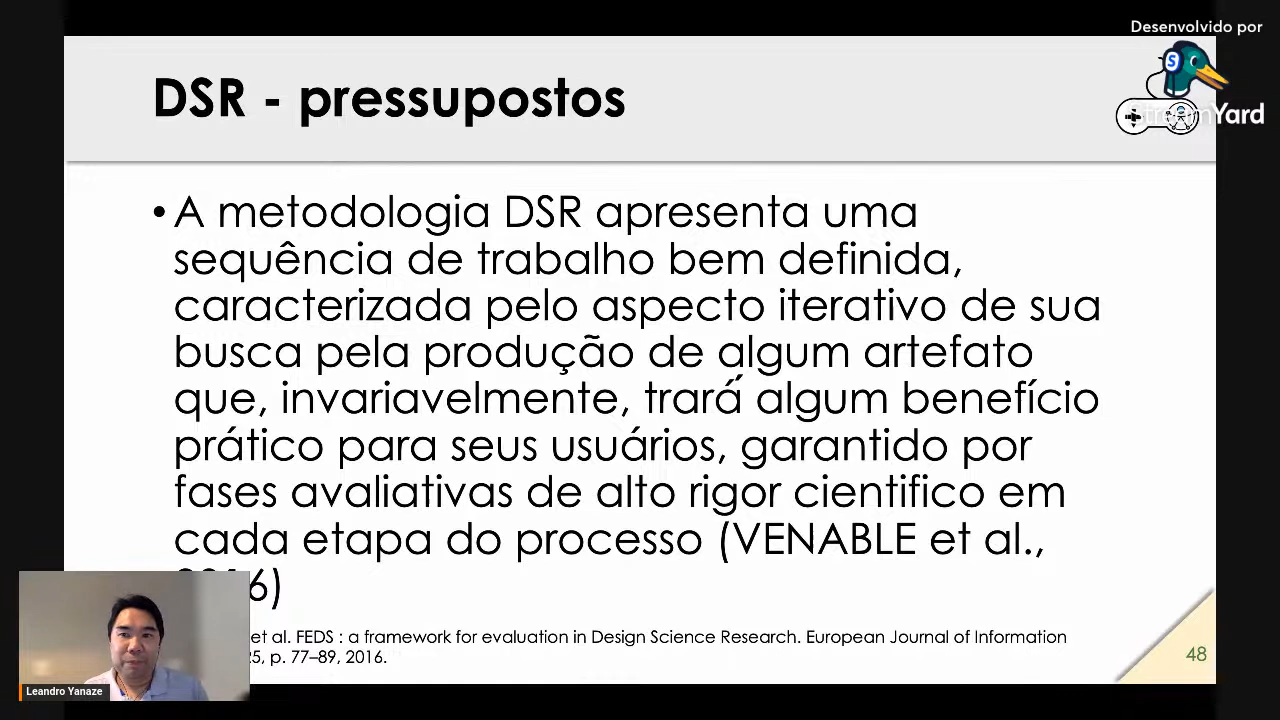 Desenvolvido por
DSR - pressupostos
Yard
• A metodologia DSR apresenta uma
sequência de trabalho bem definida,
caracterizada pelo aspecto iterativo de sua
busca pela produção de algum artefato
que, invariavelmente, trará algum benefício
prático para seus usuários, garantido por
fases avaliativas de alto rigor cientifico em
cada etapa do processo (VENABLE et al.,
6)
et al. FEDS : a framework for evaluation in Design Science Research. European Journal of Information
25, p. 77–89, 2016.
48
Leandro Yanaze